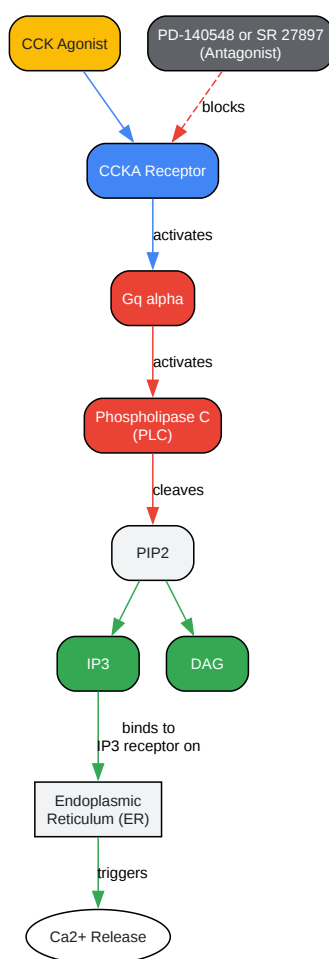 CCK Agonist
PD-140548 or SR 27897
(Antagonist)
blocks
CCKA Receptor
activates
Gq alpha
activates
Phospholipase C
(PLC)
cleaves
PIP2
IP3
DAG
binds to
IP3 receptor on
Endoplasmic
Reticulum (ER)
triggers
Ca2+ Release